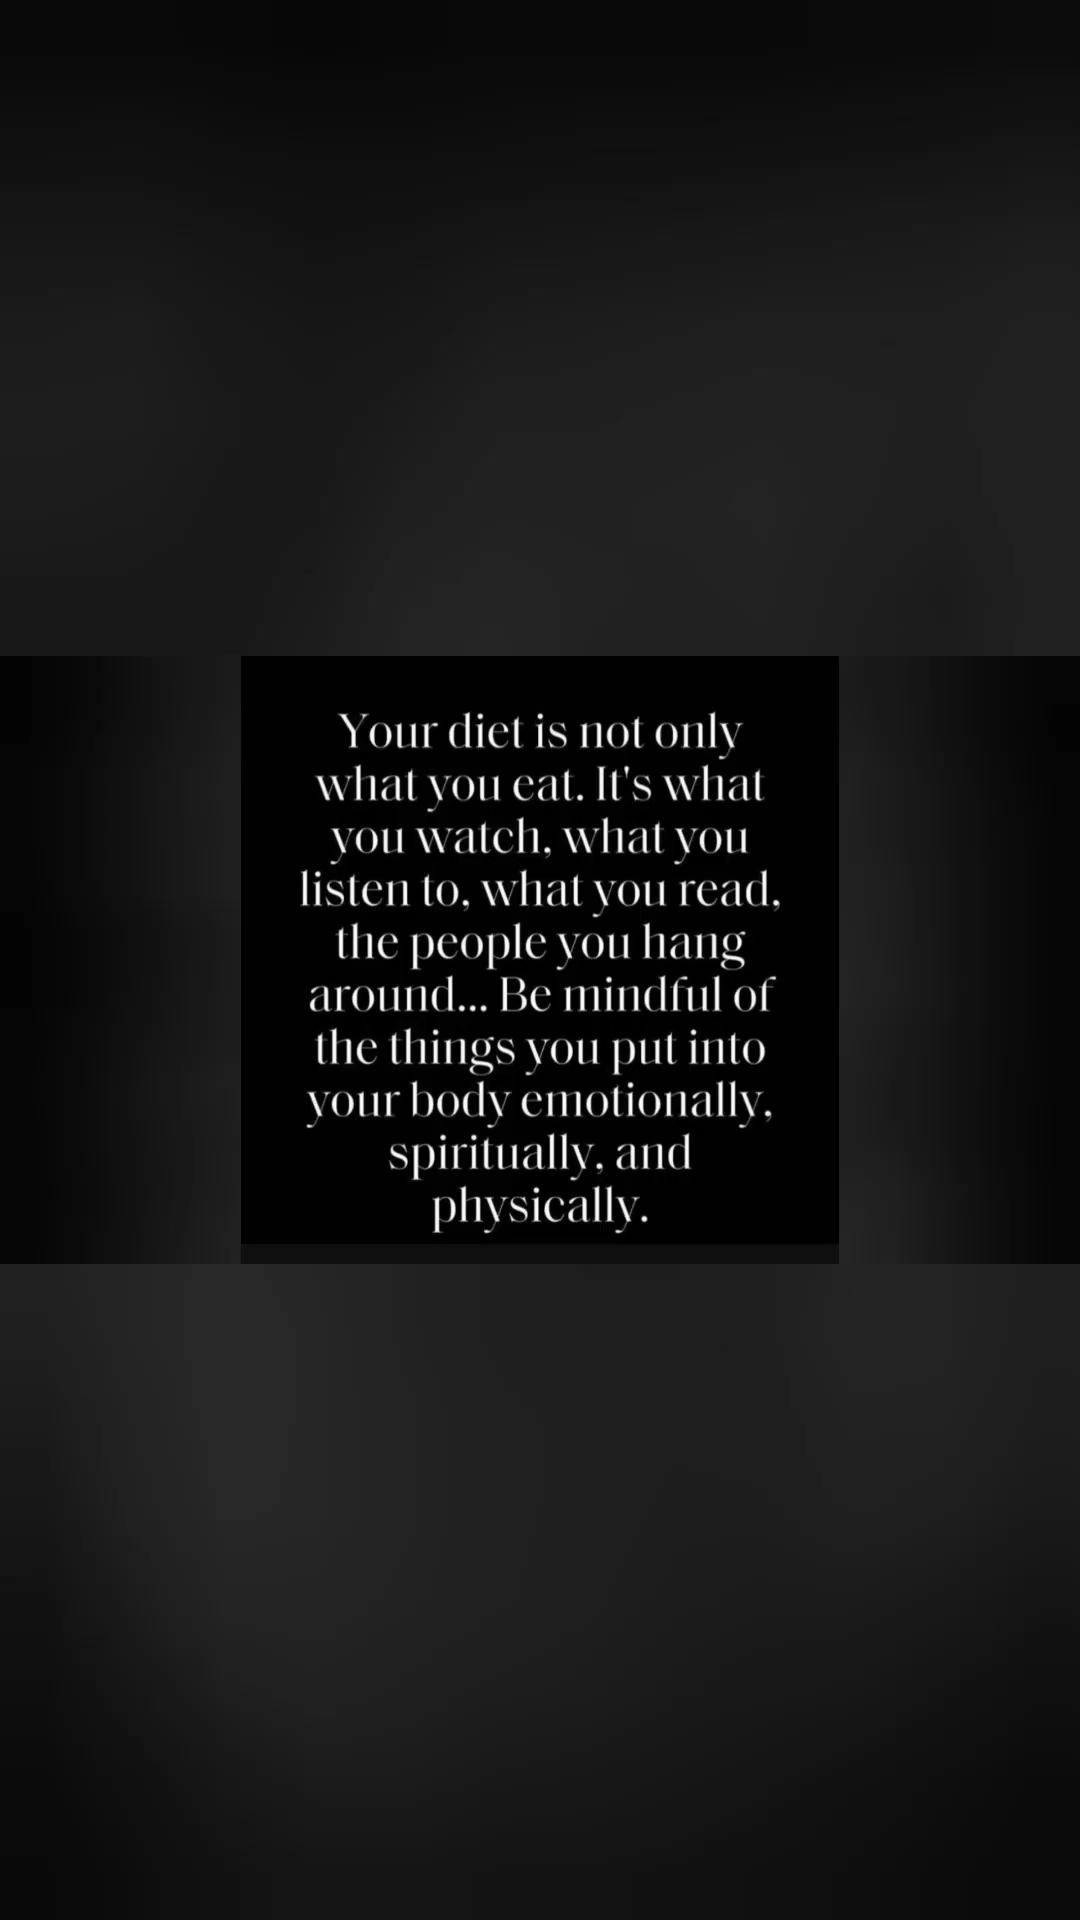 Your diet is not only
what you eat. It's what
you watch, what you
listen to, what you read,
the people you hang
around... Be mindful of
the things you put into
your body emotionally,
spiritually, and
physically.